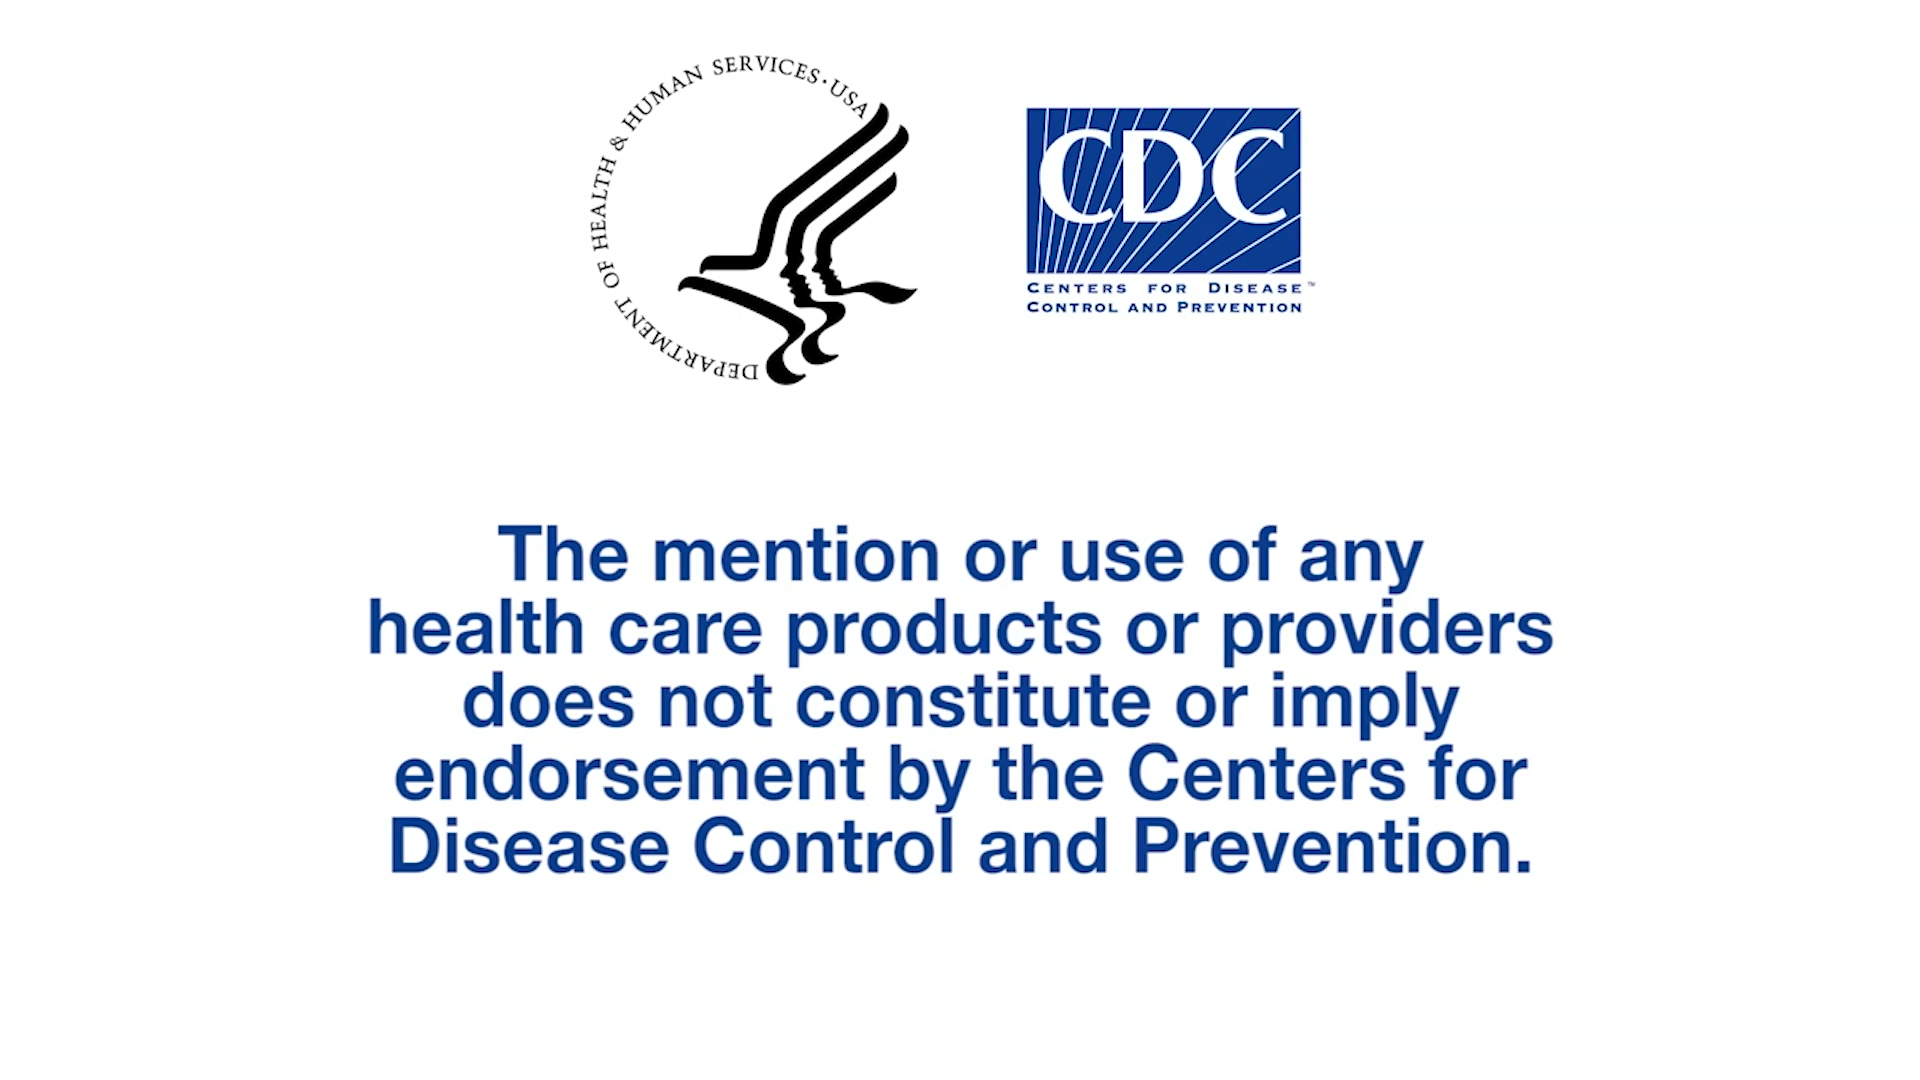 DEPARTMENT OF HEALTH & HUMAN SERVICES · USA
CDC
CENTERS FOR DISEASE™
CONTROL AND PREVENTION
The mention or use of any
health care products or providers
does not constitute or imply
endorsement by the Centers for
Disease Control and Prevention.